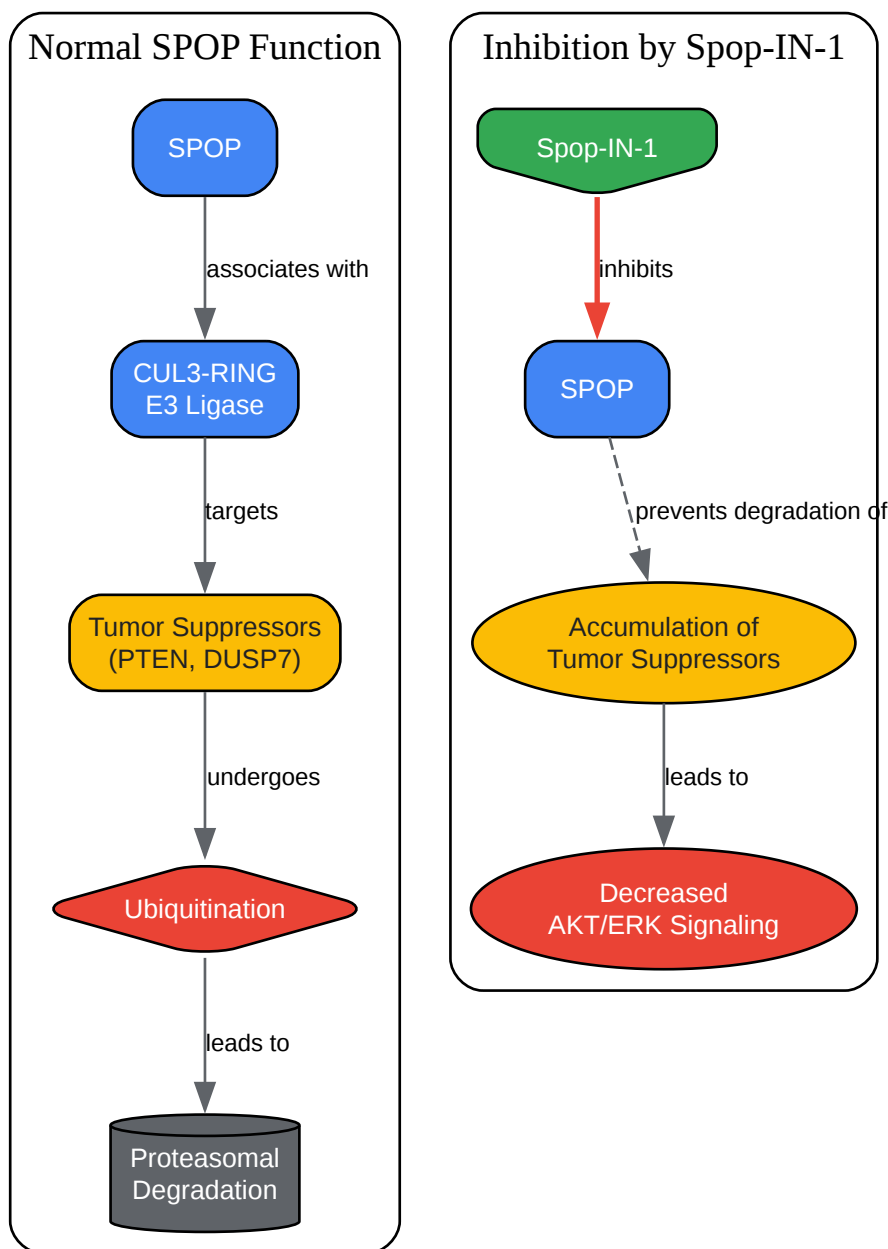 Normal SPOP Function
SPOP
associates with
CUL3-RING
E3 Ligase
targets
Tumor Suppressors
(PTEN, DUSP7)
undergoes
Ubiquitination
leads to
Proteasomal
Degradation
Inhibition by Spop-IN-1
Spop-IN-1
inhibits
SPOP
prevents degradation of
Accumulation of
Tumor Suppressors
leads to
Decreased
AKT/ERK Signaling